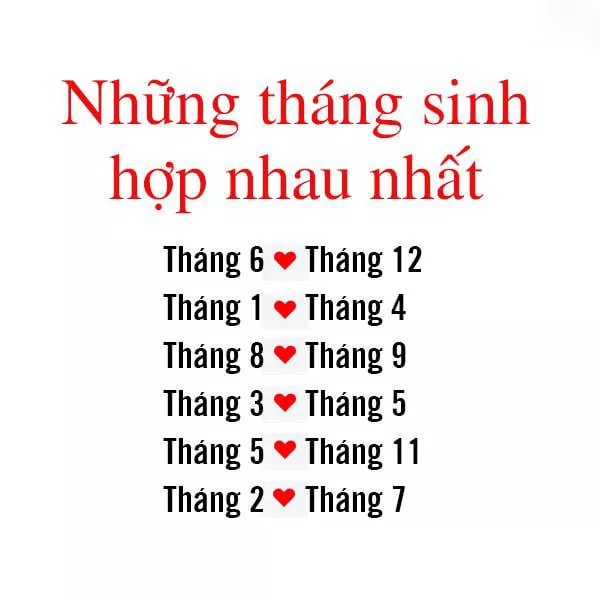 Những tháng sinh
hợp nhau nhất
Tháng 6 ❤ Tháng 12
Tháng 1 ❤ Tháng 4
Tháng 8 ❤ Tháng 9
Tháng 3 ❤ Tháng 5
Tháng 5 ❤ Tháng 11
Tháng 2 ❤ Tháng 7